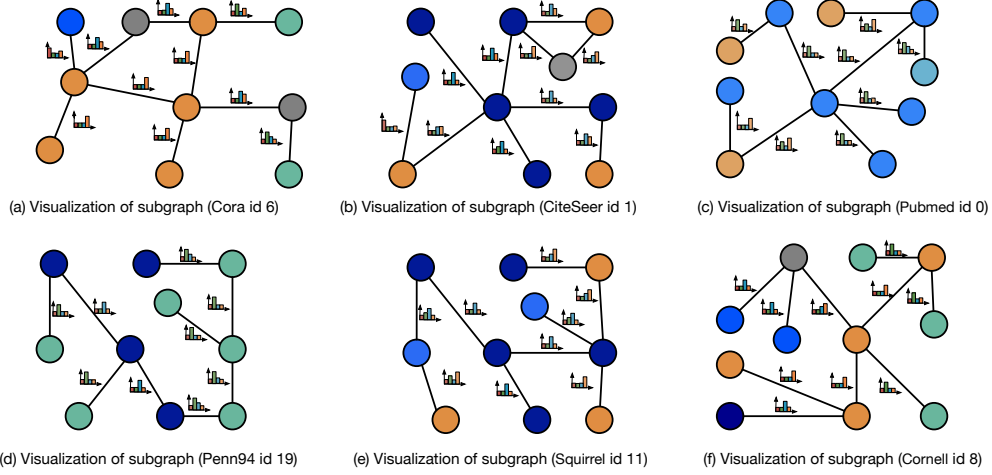 (a) Visualization of subgraph (Cora id 6)
(b) Visualization of subgraph (CiteSeer id 1)
(c) Visualization of subgraph (Pubmed id 0)
(d) Visualization of subgraph (Penn94 id 19)
(e) Visualization of subgraph (Squirrel id 11)
(f) Visualization of subgraph (Cornell id 8)